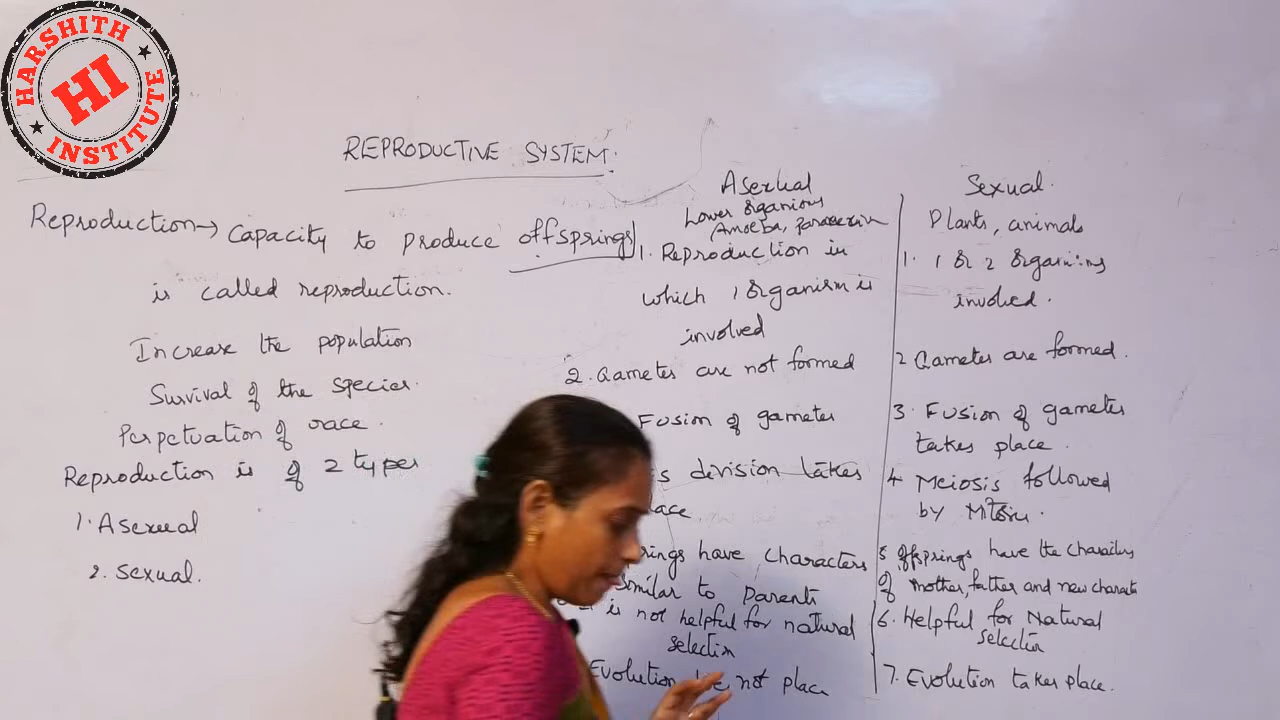 HARSHITH
HI
INSTITUTE
REPRODUCTIVE SYSTEM.
Reproduction → Capacity to produce offsprings
is called reproduction.
Increase the population
Survival of the species.
Perpetuation of race.
Reproduction is of 2 types
1. Asexual
2. Sexual.
Asexual
Lower
Amoeba,
1. Reproduction in
which 1 Organism is
involved
2. Gametes are not formed
Fusion of gametes
s division takes
lace
rings have characters
similar to Parents
is not helpful for natural
selection
Evolution not place
Sexual.
Plants, animals
1. 1 or 2 Organisms
involved.
2 Gametes are formed.
3. Fusion of gametes
takes place.
4. Meiosis followed
by Mitosis.
5 offsprings have the characters
of mother, father and new
6. Helpful for Natural
selection
7. Evolution takes place.